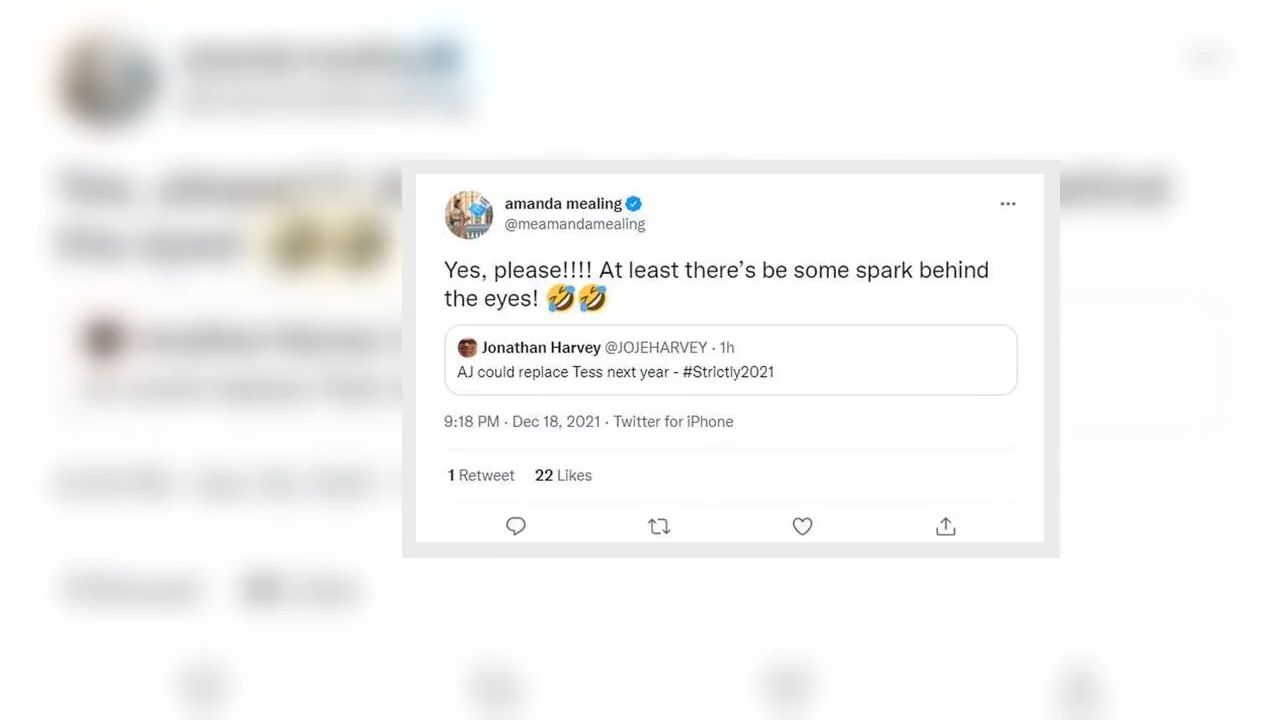 amanda mealing
@meamandamealing
Yes, please!!!! At least there’s be some spark behind
the eyes! 🤣🤣
Jonathan Harvey @JOJEHARVEY · 1h
AJ could replace Tess next year - #Strictly2021
9:18 PM · Dec 18, 2021 · Twitter for iPhone
1 Retweet 22 Likes